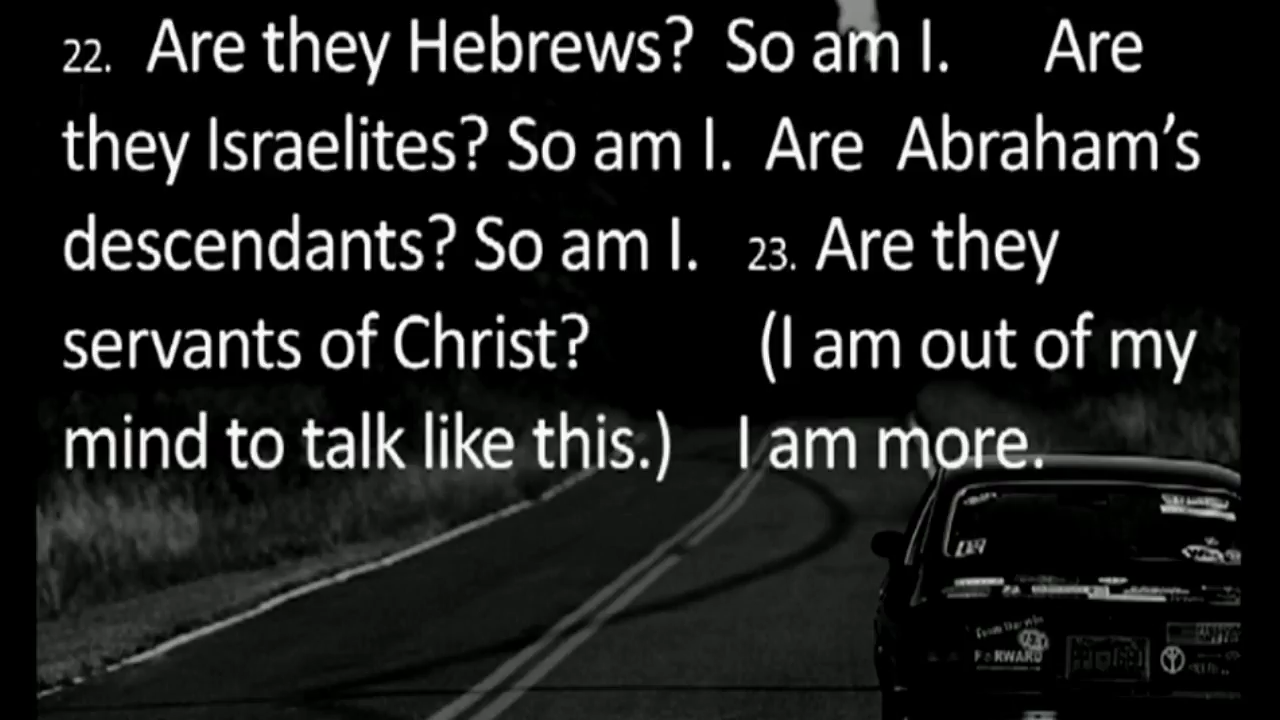 22. Are they Hebrews? So am I. Are
they Israelites? So am I. Are Abraham’s
descendants? So am I. 23. Are they
servants of Christ? (I am out of my
mind to talk like this.) I am more.
FORWARD